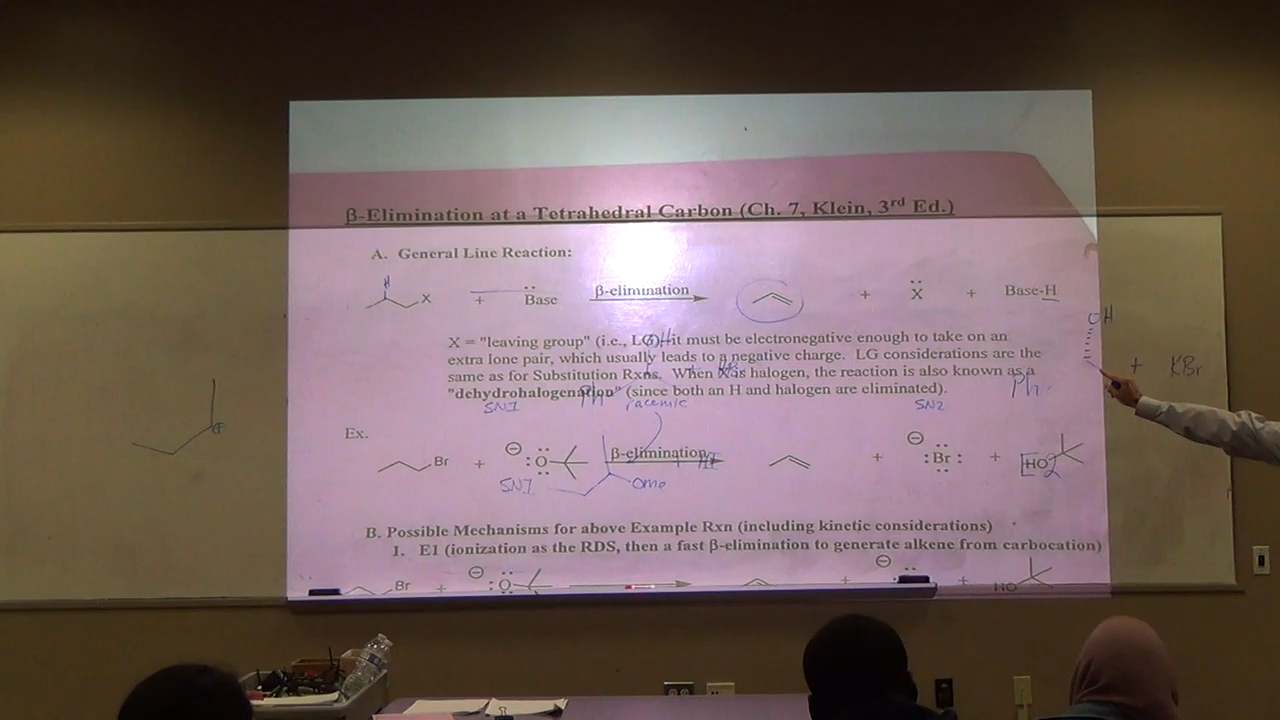 β-Elimination at a Tetrahedral Carbon (Ch. 7, Klein, 3rd Ed.)
A. General Line Reaction:
H
X + Base β-elimination + X + Base-H
OH
X = "leaving group" (i.e., LG) it must be electronegative enough to take on an
extra lone pair, which usually leads to a negative charge. LG considerations are the
same as for Substitution Rxns. When X is halogen, the reaction is also known as a
+ KBr
"dehydrohalogenation" (since both an H and halogen are eliminated).
Ph Ph
SN1 racemic SN2
Ex.
Br + ⊖ :O β-elimination + ⊖ :Br: + HO
SN1 OMe
B. Possible Mechanisms for above Example Rxn (including kinetic considerations)
1. E1 (ionization as the RDS, then a fast β-elimination to generate alkene from carbocation)
Br + ⊖ :O + ⊖ + HO